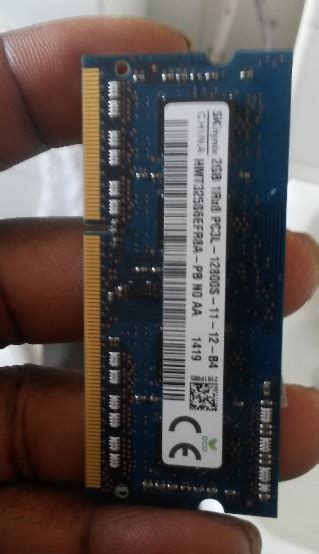 SK hynix 2GB 1Rx8 PC3L - 12800S - 11 - 12 - B4
CHINA HMT325S6EFR8A - PB N0 AA 1419
CE